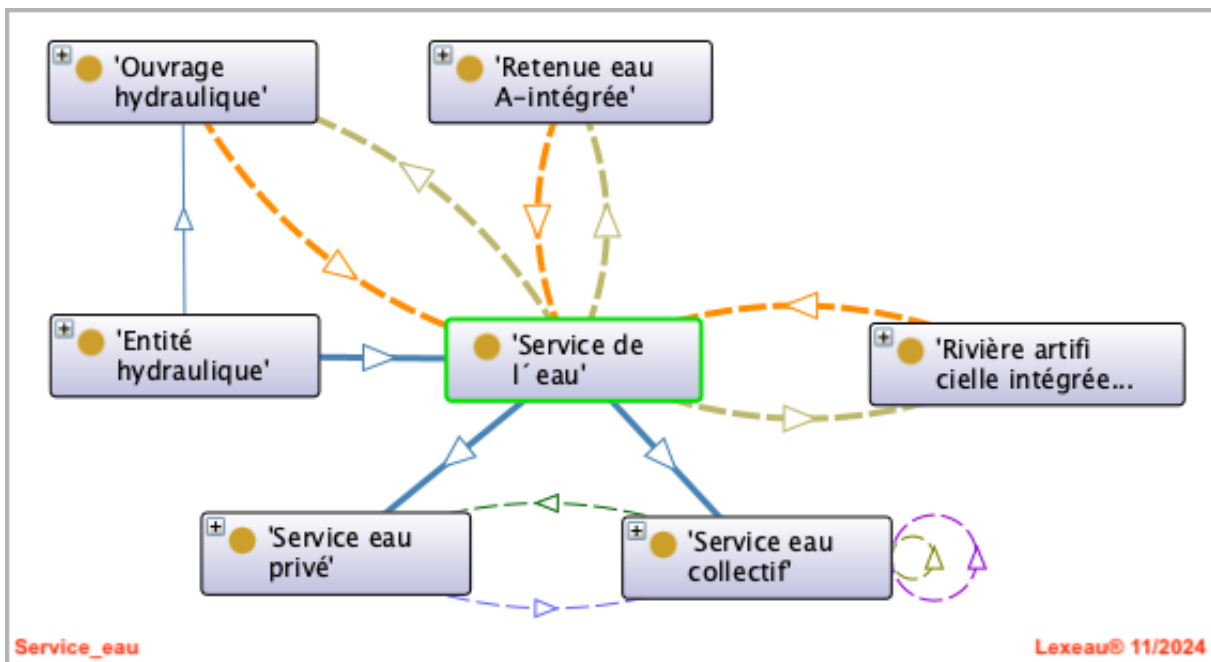 'Ouvrage
hydraulique'
'Retenue eau
A-intégrée'
'Entité
hydraulique'
'Service de
l´eau'
'Rivière artifi
cielle intégrée...
'Service eau
privé'
'Service eau
collectif'
Service_eau
Lexeau® 11/2024